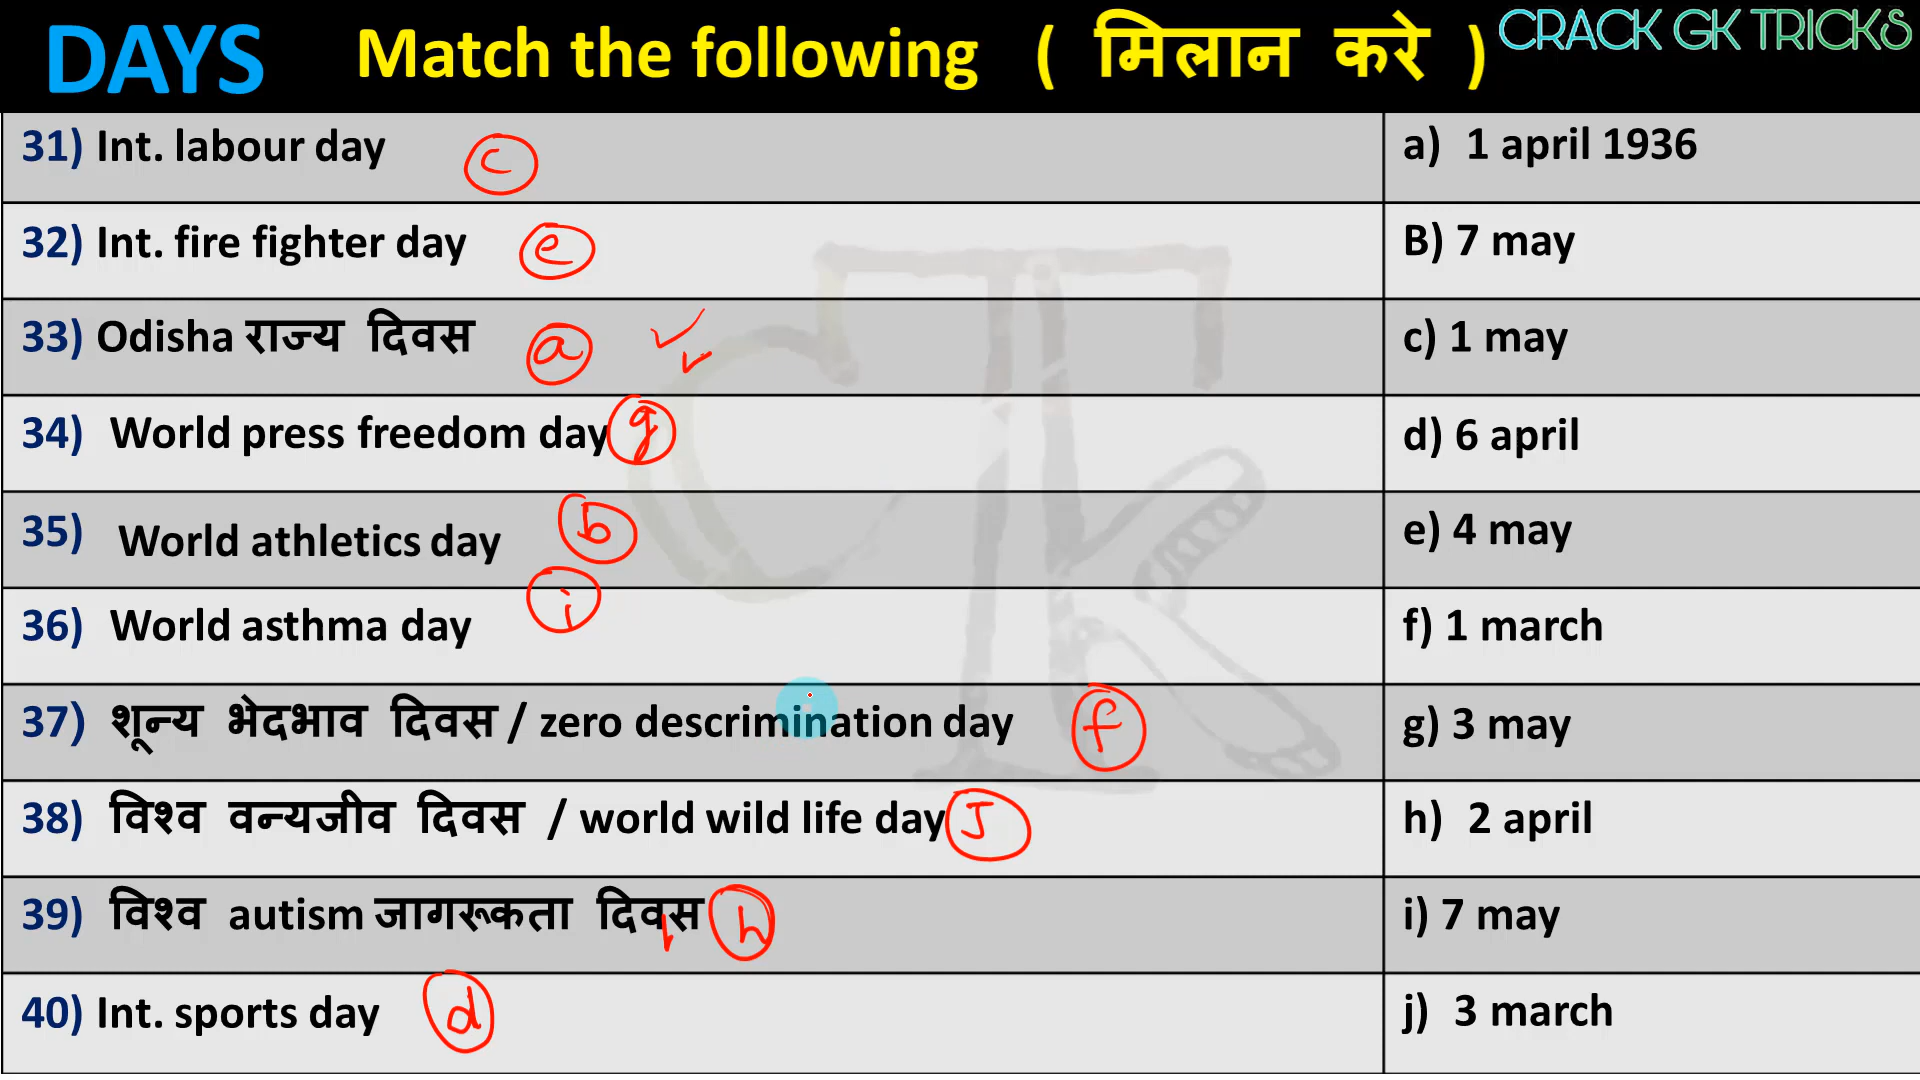 DAYS Match the following ( मिलान करे ) CRACK GK TRICKS
31) Int. labour day c a) 1 april 1936
32) Int. fire fighter day e B) 7 may
33) Odisha राज्य दिवस a c) 1 may
34) World press freedom day g d) 6 april
35) World athletics day b e) 4 may
36) World asthma day i f) 1 march
37) शून्य भेदभाव दिवस / zero descrimination day f g) 3 may
38) विश्व वन्यजीव दिवस / world wild life day J h) 2 april
39) विश्व autism जागरूकता दिवस h i) 7 may
40) Int. sports day d j) 3 march